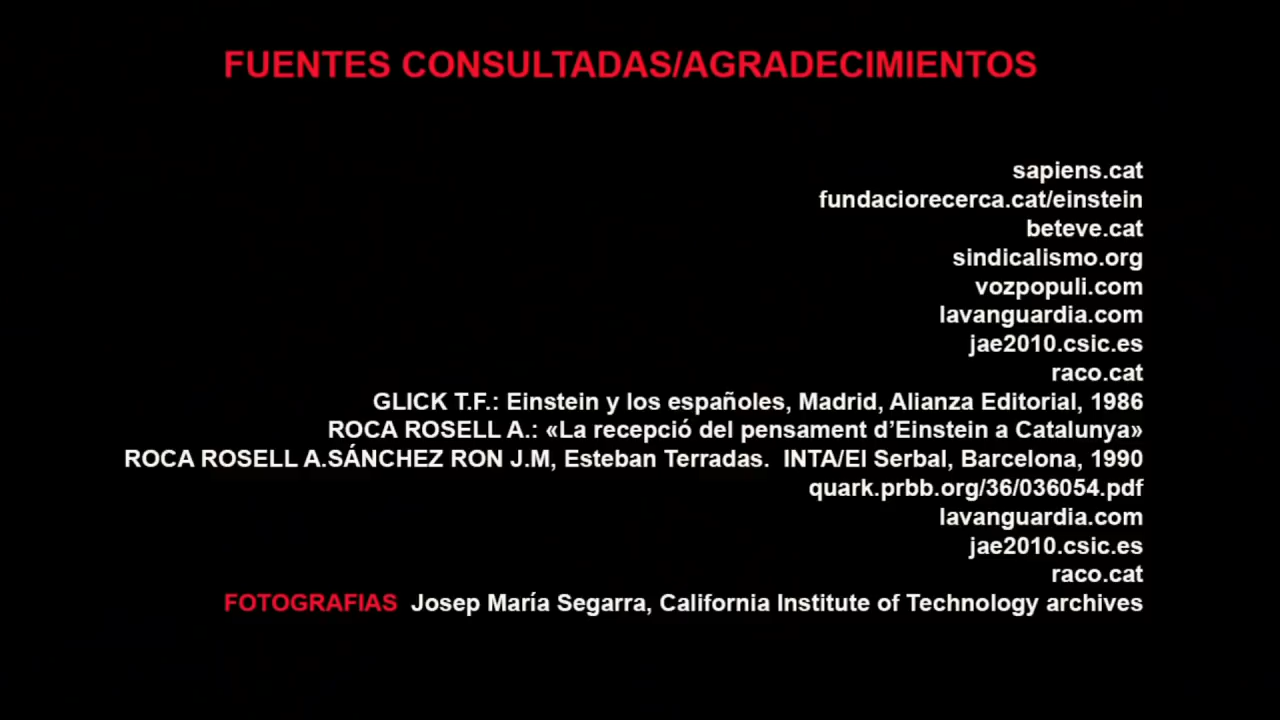 FUENTES CONSULTADAS/AGRADECIMIENTOS
sapiens.cat
fundaciorecerca.cat/einstein
beteve.cat
sindicalismo.org
vozpopuli.com
lavanguardia.com
jae2010.csic.es
raco.cat
GLICK T.F.: Einstein y los españoles, Madrid, Alianza Editorial, 1986
ROCA ROSELL A.: «La recepció del pensament d’Einstein a Catalunya»
ROCA ROSELL A.SÁNCHEZ RON J.M, Esteban Terradas.  INTA/El Serbal, Barcelona, 1990
quark.prbb.org/36/036054.pdf
lavanguardia.com
jae2010.csic.es
raco.cat
FOTOGRAFIAS  Josep María Segarra, California Institute of Technology archives